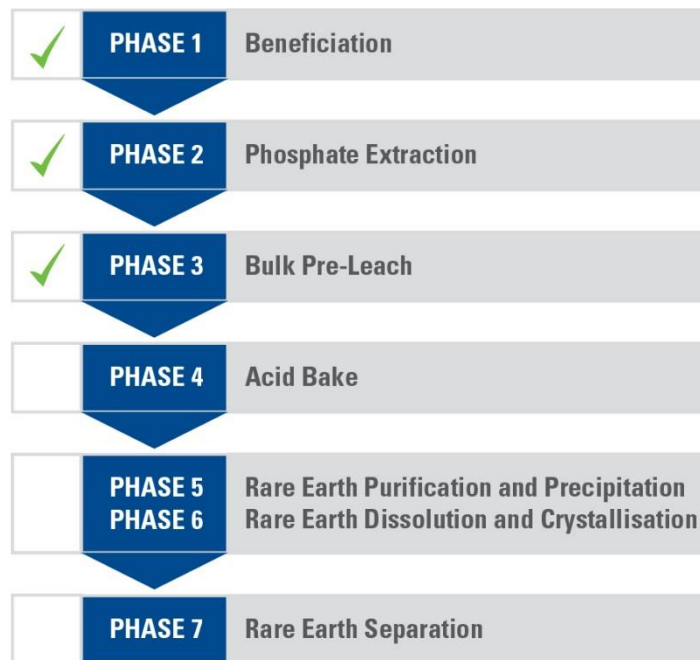 PHASE 1 Beneficiation
PHASE 2 Phosphate Extraction
PHASE 3 Bulk Pre-Leach
PHASE 4 Acid Bake
PHASE 5 Rare Earth Purification and Precipitation
PHASE 6 Rare Earth Dissolution and Crystallisation
PHASE 7 Rare Earth Separation